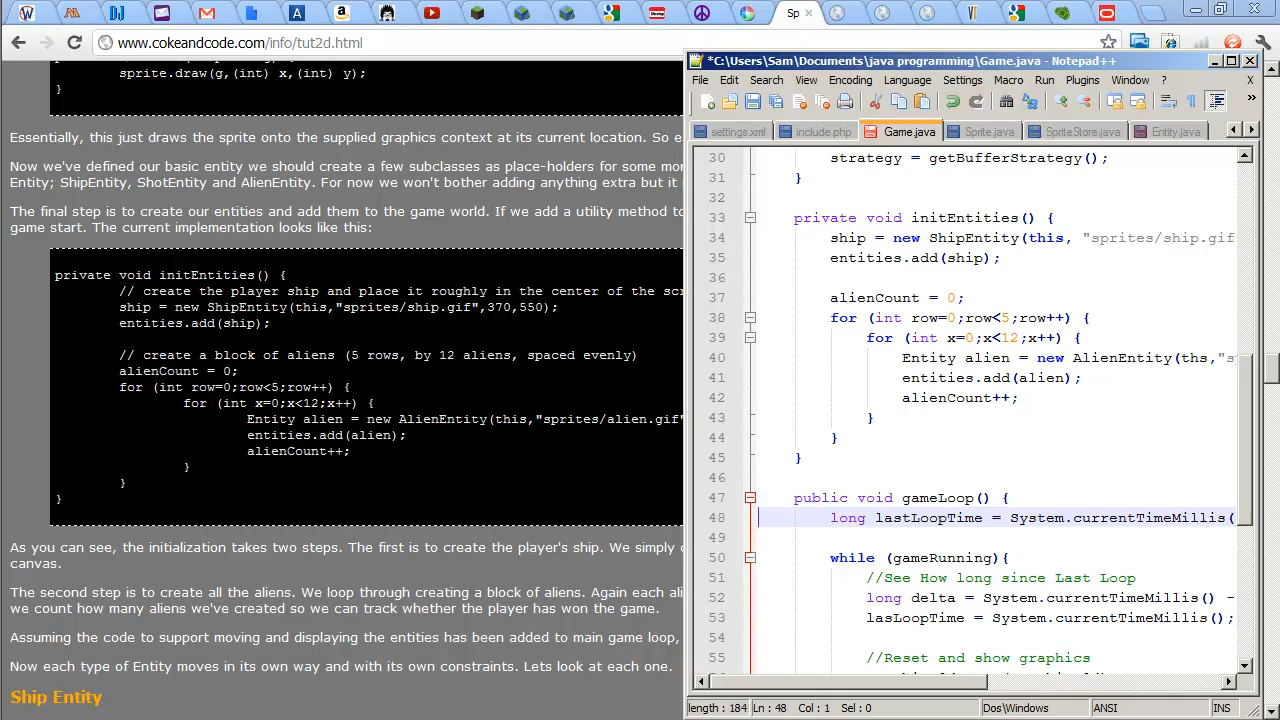 Sp
www.cokeandcode.com/info/tut2d.html
sprite.draw(g,(int) x,(int) y);
}
Essentially, this just draws the sprite onto the supplied graphics context at its current location. So e
Now we've defined our basic entity we should create a few subclasses as place-holders for some mor
Entity; ShipEntity, ShotEntity and AlienEntity. For now we won't bother adding anything extra but it
The final step is to create our entities and add them to the game world. If we add a utility method to
game start. The current implementation looks like this:
private void initEntities() {
// create the player ship and place it roughly in the center of the scr
ship = new ShipEntity(this,"sprites/ship.gif",370,550);
entities.add(ship);
// create a block of aliens (5 rows, by 12 aliens, spaced evenly)
alienCount = 0;
for (int row=0;row<5;row++) {
for (int x=0;x<12;x++) {
Entity alien = new AlienEntity(this,"sprites/alien.gif"
entities.add(alien);
alienCount++;
}
}
}
As you can see, the initialization takes two steps. The first is to create the player's ship. We simply c
canvas.
The second step is to create all the aliens. We loop through creating a block of aliens. Again each ali
we count how many aliens we've created so we can track whether the player has won the game.
Assuming the code to support moving and displaying the entities has been added to main game loop,
Now each type of Entity moves in its own way and with its own constraints. Lets look at each one.
Ship Entity
*C:\Users\Sam\Documents\java programming\Game.java - Notepad++
File Edit Search View Encoding Language Settings Macro Run Plugins Window ?
settings.xml include.php Game.java Sprite.java SpriteStore.java Entity.java
30 strategy = getBufferStrategy();
31 }
32
33 private void initEntities() {
34 ship = new ShipEntity(this, "sprites/ship.gif
35 entities.add(ship);
36
37 alienCount = 0;
38 for (int row=0;row<5;row++) {
39 for (int x=0;x<12;x++) {
40 Entity alien = new AlienEntity(ths,"s
41 entities.add(alien);
42 alienCount++;
43 }
44 }
45 }
46
47 public void gameLoop() {
48 long lastLoopTime = System.currentTimeMillis(
49
50 while (gameRunning){
51 //See How long since Last Loop
52 long delta = System.currentTimeMillis() -
53 lasLoopTime = System.currentTimeMillis();
54
55 //Reset and show graphics
length : 184 Ln : 48 Col : 1 Sel : 0 Dos\Windows ANSI INS